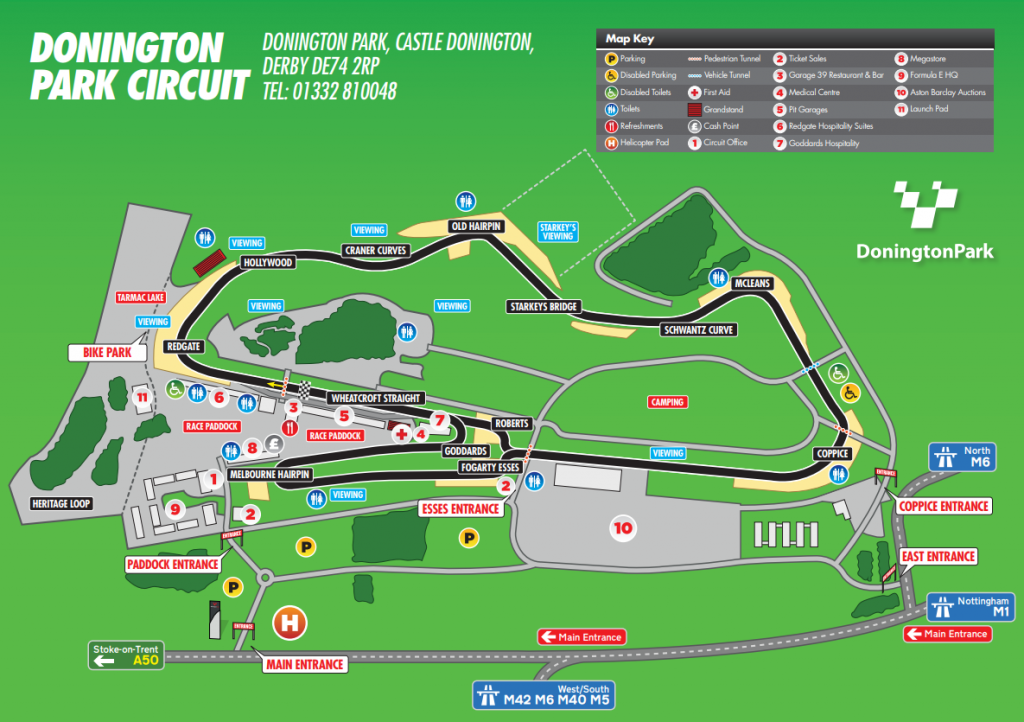 DONINGTON
PARK CIRCUIT
DONINGTON PARK, CASTLE DONINGTON,
DERBY DE74 2RP
TEL: 01332 810048
Map Key
P Parking
Disabled Parking
Disabled Toilets
Toilets
Refreshments
H Helicopter Pad
Pedestrian Tunnel
Vehicle Tunnel
First Aid
Grandstand
£ Cash Point
1 Circuit Office
2 Ticket Sales
3 Garage 39 Restaurant & Bar
4 Medical Centre
5 Pit Garages
6 Redgate Hospitality Suites
7 Goddards Hospitality
8 Megastore
9 Formula E HQ
10 Aston Barclay Auctions
11 Launch Pad
DoningtonPark
OLD HAIRPIN
VIEWING
STARKEY'S
VIEWING
VIEWING
CRANER CURVES
HOLLYWOOD
MCLEANS
TARMAC LAKE
VIEWING
VIEWING
STARKEYS BRIDGE
VIEWING
SCHWANTZ CURVE
REDGATE
BIKE PARK
11
6
3
WHEATCROFT STRAIGHT
5
CAMPING
RACE PADDOCK
RACE PADDOCK
4
7
ROBERTS
8
£
GODDARDS
VIEWING
COPPICE
FOGARTY ESSES
MELBOURNE HAIRPIN
1
2
VIEWING
ENTRANCE
North
M6
HERITAGE LOOP
9
2
ESSES ENTRANCE
10
COPPICE ENTRANCE
ENTRANCE
P
P
PADDOCK ENTRANCE
EAST ENTRANCE
P
H
ENTRANCE
Nottingham
M1
Main Entrance
Main Entrance
Stoke-on-Trent
A50
MAIN ENTRANCE
West/South
M42 M6 M40 M5